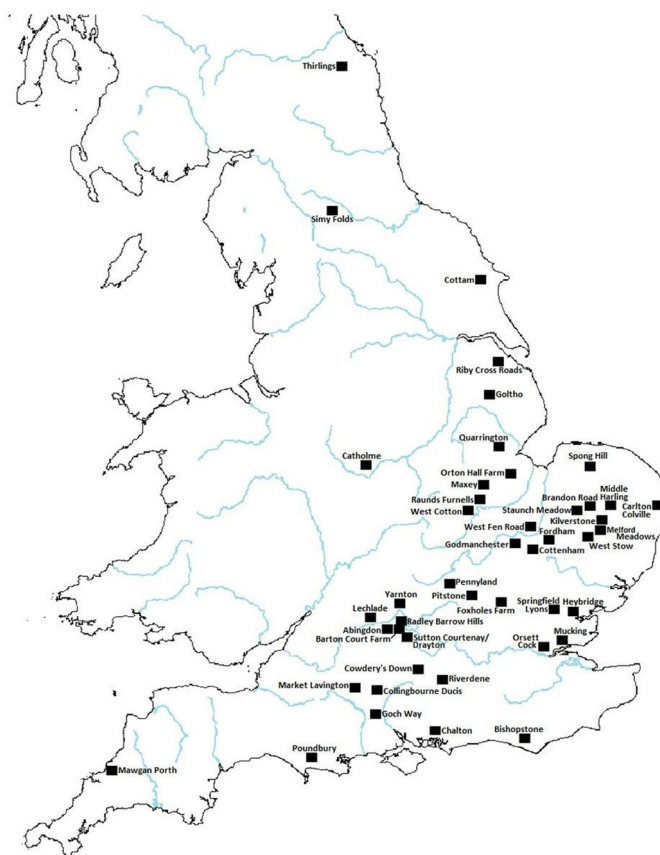 Thirlings
Simy Folds
Cottam
Riby Cross Roads
Goltho
Quarrington
Catholme
Spong Hill
Orton Hall Farm
Maxey
Middle
Harling
Raunds Furnells
Brandon Road
Carlton
Colville
West Cotton
Staunch Meadow
Kilverstone
West Fen Road
Melford
Meadows
Fordham
West Stow
Godmanchester
Cottenham
Pennyland
Yarnton
Pitstone
Foxholes Farm
Springfield
Lyons
Heybridge
Lechlade
Radley Barrow Hills
Abingdon
Barton Court Farm
Sutton Courtenay/
Drayton
Orsett
Cock
Mucking
Cowdery's Down
Riverdene
Market Lavington
Collingbourne Ducis
Goch Way
Chalton
Bishopstone
Poundbury
Mawgan Porth